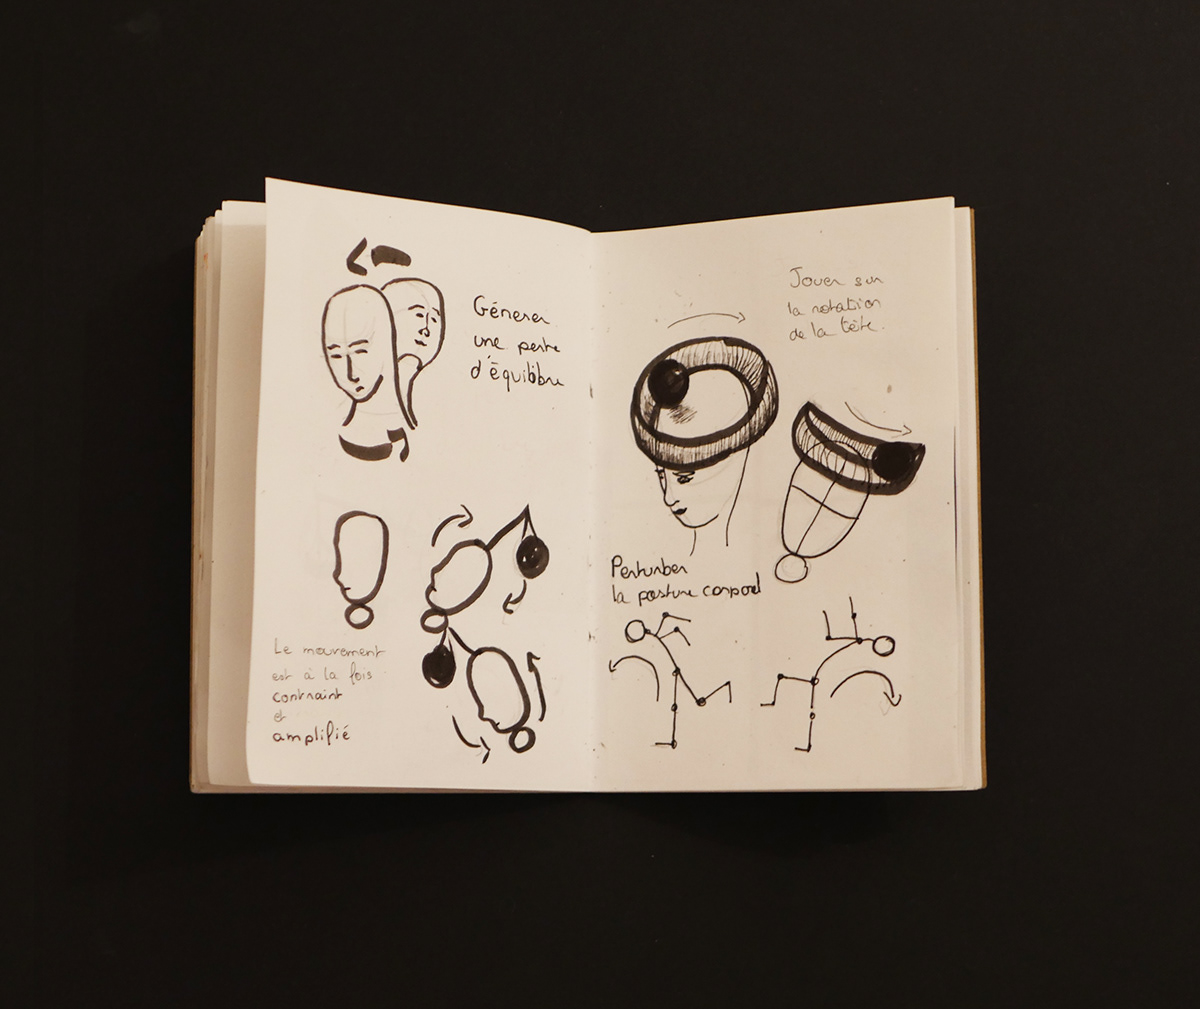 Génerer
une perte
d'équilibre
Le mouvement
est à la fois
contraint
et
amplifié
Jouer sur
la rotation
de la tête.
Perturber
la posture corporel